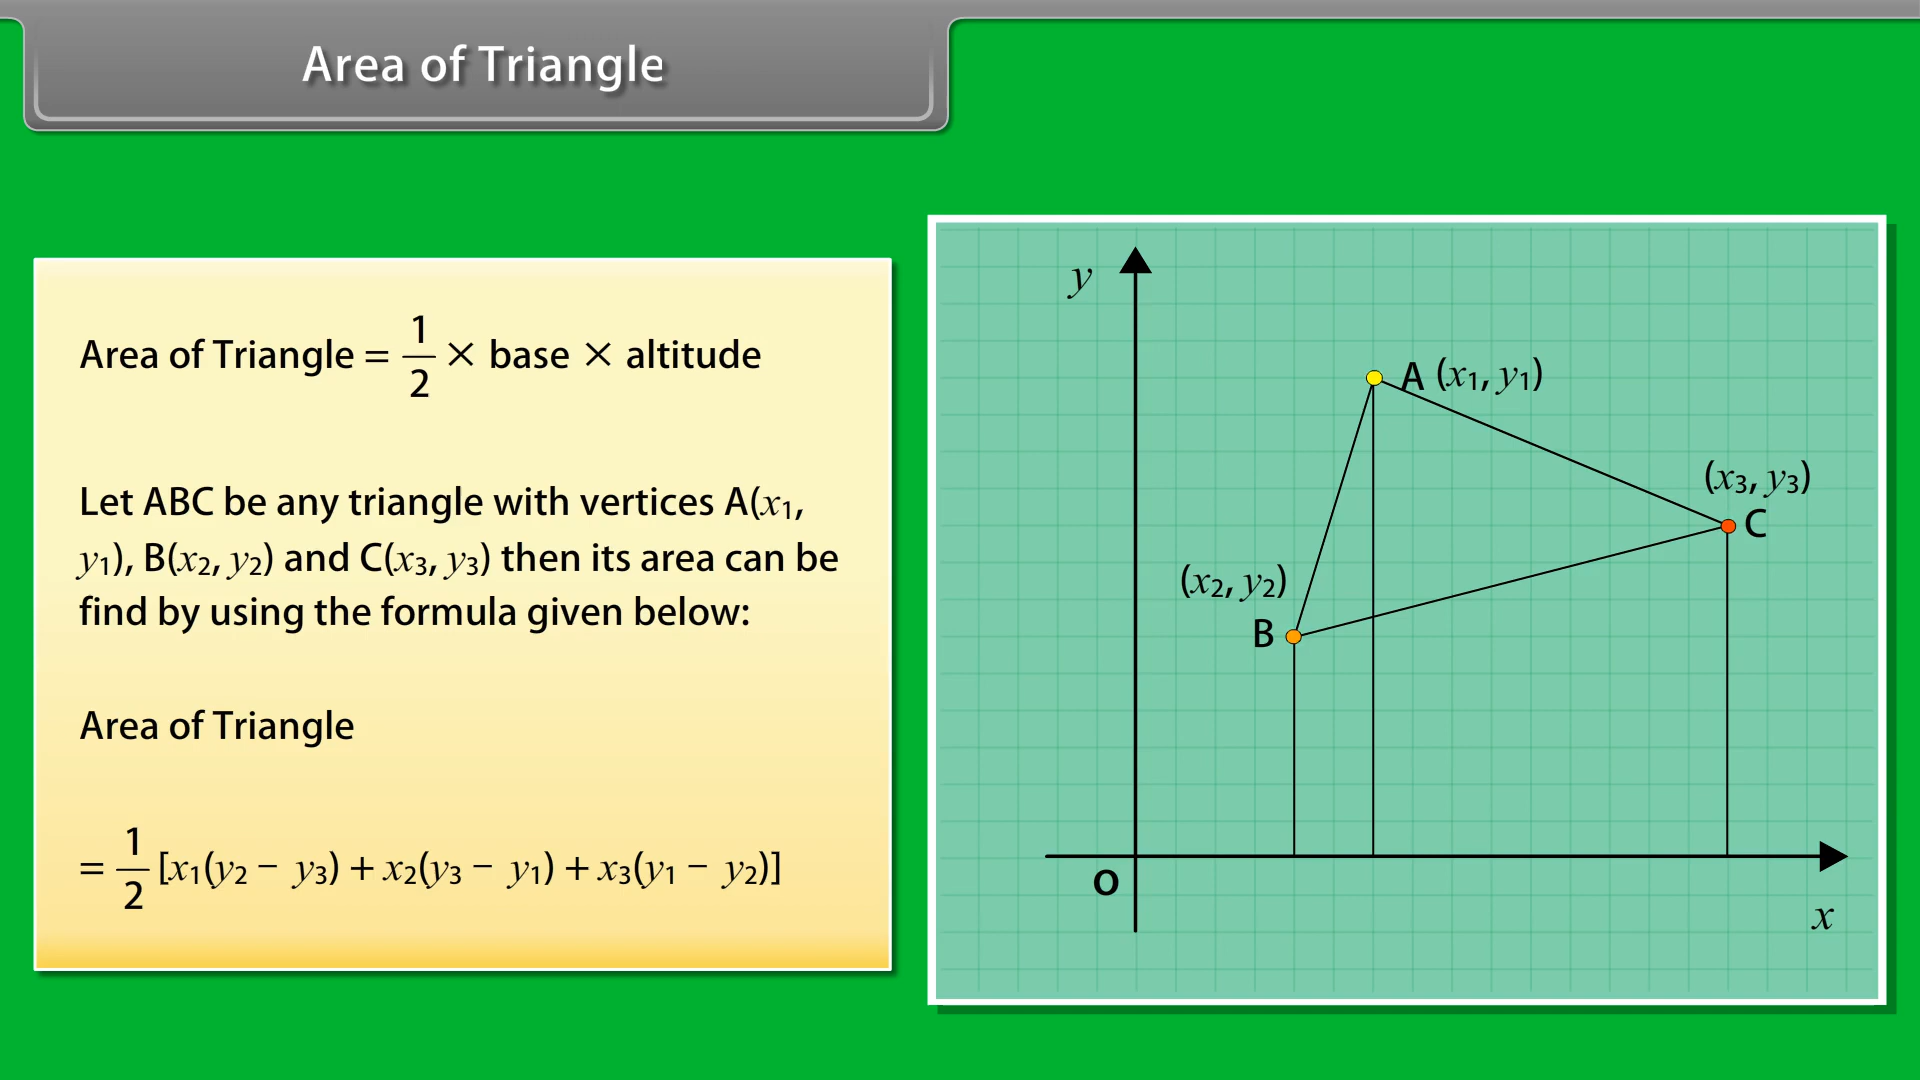 Area of Triangle
Area of Triangle = 1/2 × base × altitude
Let ABC be any triangle with vertices A(x₁,
y₁), B(x₂, y₂) and C(x₃, y₃) then its area can be
find by using the formula given below:
Area of Triangle
= 1/2 [x₁(y₂ − y₃) + x₂(y₃ − y₁) + x₃(y₁ − y₂)]
y
A (x₁, y₁)
(x₃, y₃)
C
(x₂, y₂)
B
O
x